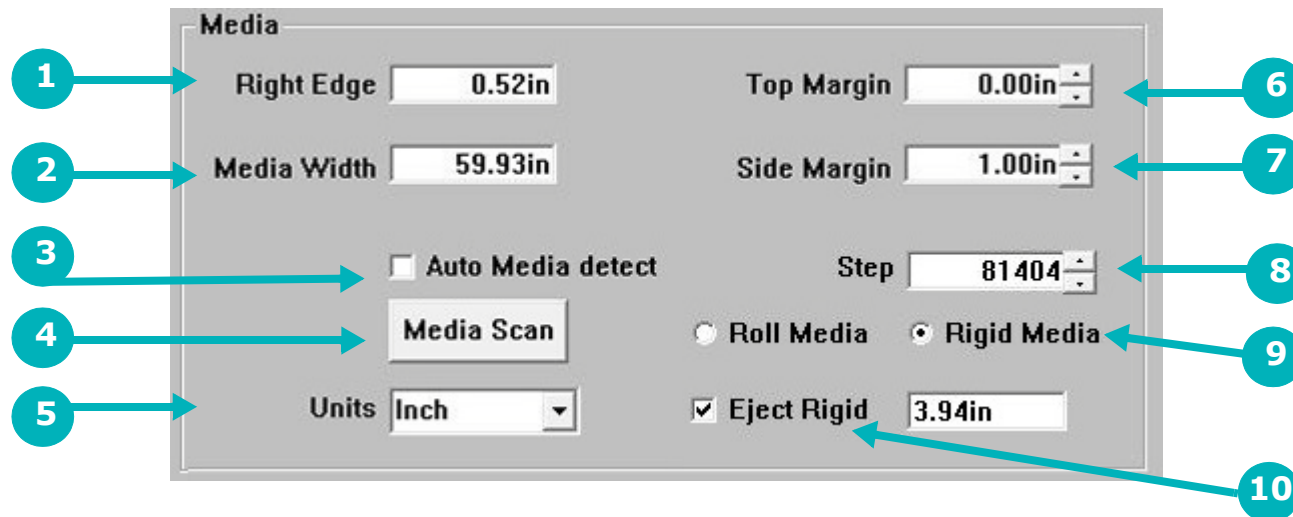 Media
1 Right Edge 0.52in Top Margin 0.00in 6
2 Media Width 59.93in Side Margin 1.00in 7
3 Auto Media detect Step 81404 8
4 Media Scan Roll Media Rigid Media 9
5 Units Inch Eject Rigid 3.94in
10